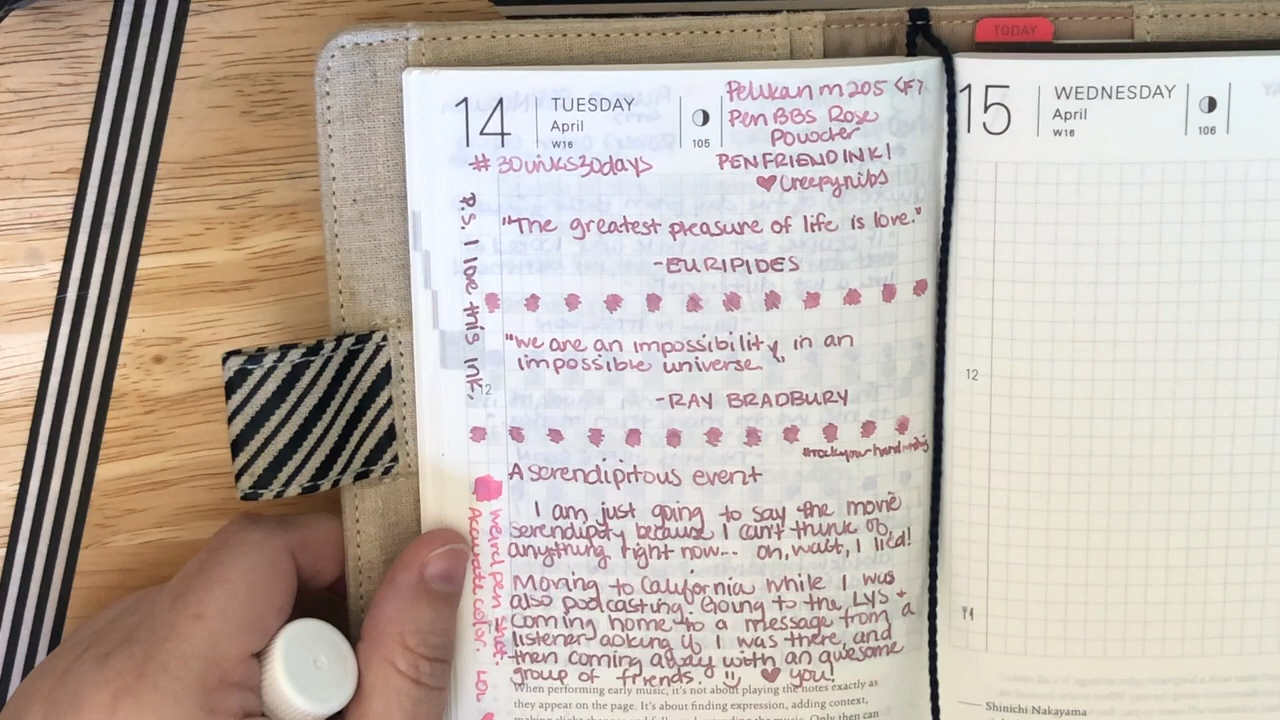 TODAY
14
TUESDAY
April
W16
105
Pelikan m205 <F>
Pen BBs Rose
Powder
PENFRIEND INK!
♥ Creepynibs
#30inks30days
P.S. I love this ink.
"The greatest pleasure of life is love."
-EURIPIDES
"We are an impossibility in an
impossible universe."
-RAY BRADBURY
#rockyourhandwriting
A serendipitous event
I am just going to say the movie
serendipity because I can't think of
anything right now... oh, wait, I lied!
Moving to California while I was
also podcasting. Going to the LYS +
coming home to a message from a
listener asking if I was there, and
then coming away with an awesome
group of friends. ♥ you!
weird pen shot.
Accurate color. LOL
12
When performing early music, it's not about playing the notes exactly as
they appear on the page. It's about finding expression, adding context,
15
WEDNESDAY
April
W16
106
12
— Shinichi Nakayama